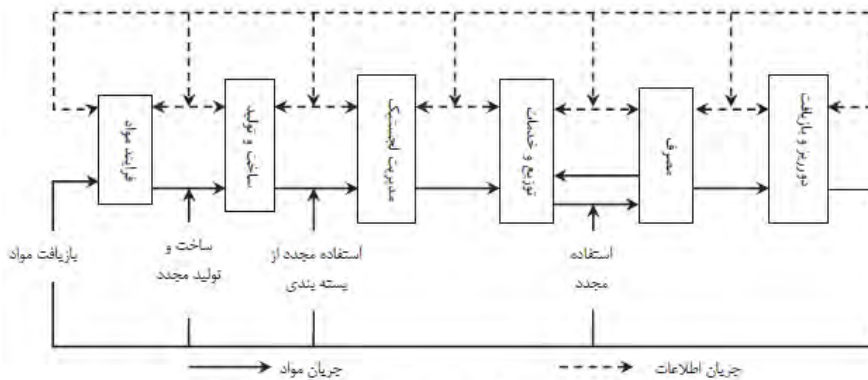 فرایند مواد
ساخت و تولید
مدیریت لجستیک
توزیع و خدمات
مصرف
دورریز و بازیافت
بازیافت مواد
ساخت و
تولید مجدد
استفاده مجدد از
بسته بندی
استفاده
مجدد
جریان مواد
جریان اطلاعات